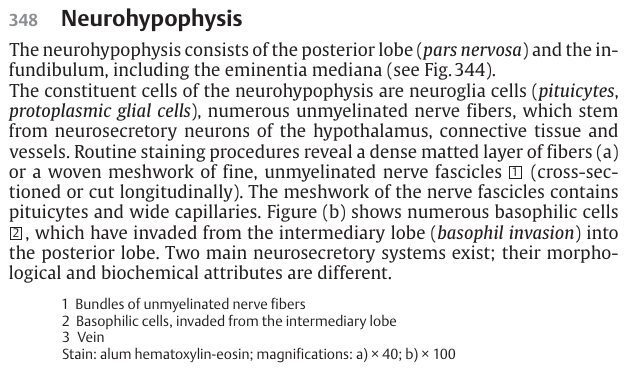 348 Neurohypophysis
The neurohypophysis consists of the posterior lobe (pars nervosa) and the in-
fundibulum, including the eminentia mediana (see Fig. 344).
The constituent cells of the neurohypophysis are neuroglia cells (pituicytes,
protoplasmic glial cells), numerous unmyelinated nerve fibers, which stem
from neurosecretory neurons of the hypothalamus, connective tissue and
vessels. Routine staining procedures reveal a dense matted layer of fibers (a)
or a woven meshwork of fine, unmyelinated nerve fascicles 1 (cross-sec-
tioned or cut longitudinally). The meshwork of the nerve fascicles contains
pituicytes and wide capillaries. Figure (b) shows numerous basophilic cells
2, which have invaded from the intermediary lobe (basophil invasion) into
the posterior lobe. Two main neurosecretory systems exist; their morpho-
logical and biochemical attributes are different.
1 Bundles of unmyelinated nerve fibers
2 Basophilic cells, invaded from the intermediary lobe
3 Vein
Stain: alum hematoxylin-eosin; magnifications: a) × 40; b) × 100